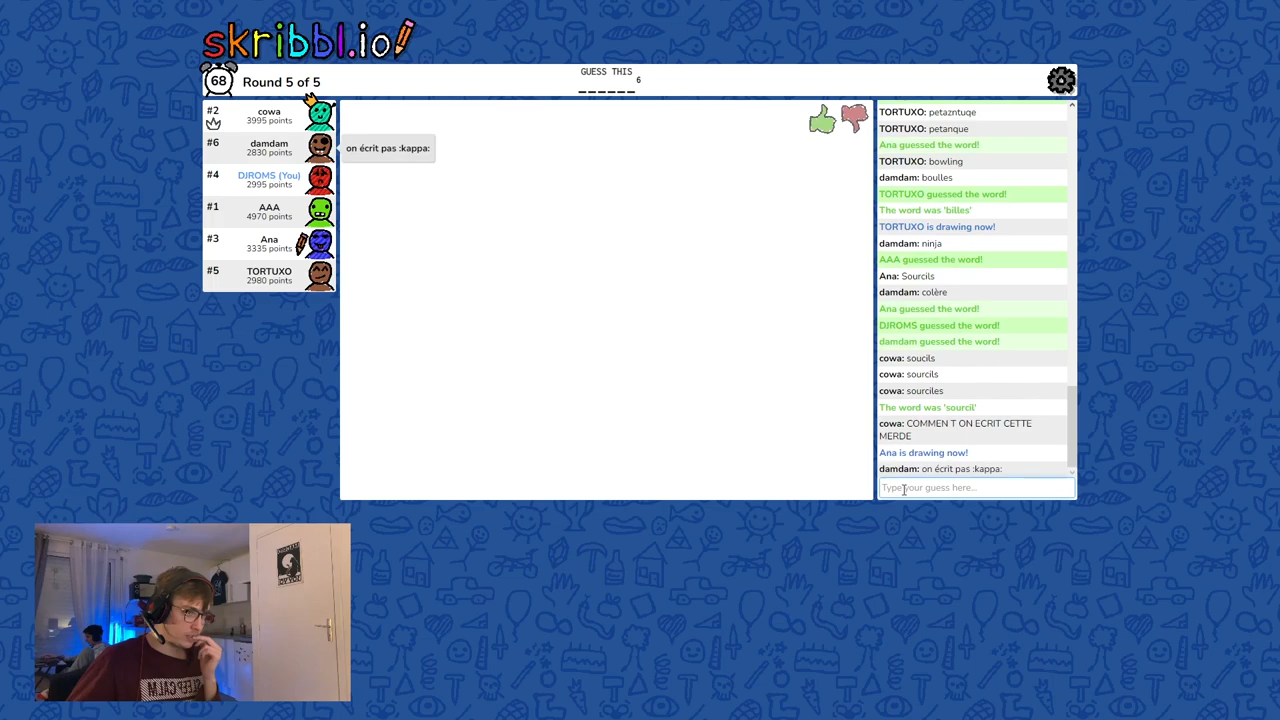 skribbl.io
68
Round 5 of 5
GUESS THIS
6
______
#2
cowa
3995 points
#6
damdam
2830 points
on écrit pas :kappa:
#4
DJROMS (You)
2995 points
#1
AAA
4970 points
#3
Ana
3335 points
#5
TORTUXO
2980 points
TORTUXO: petazntuqe
TORTUXO: petanque
Ana guessed the word!
TORTUXO: bowling
damdam: boulles
TORTUXO guessed the word!
The word was 'billes'
TORTUXO is drawing now!
damdam: ninja
AAA guessed the word!
Ana: Sourcils
damdam: colère
Ana guessed the word!
DJROMS guessed the word!
damdam guessed the word!
cowa: soucils
cowa: sourcils
cowa: sourciles
The word was 'sourcil'
cowa: COMMEN T ON ECRIT CETTE
MERDE
Ana is drawing now!
damdam: on écrit pas :kappa:
Type your guess here...